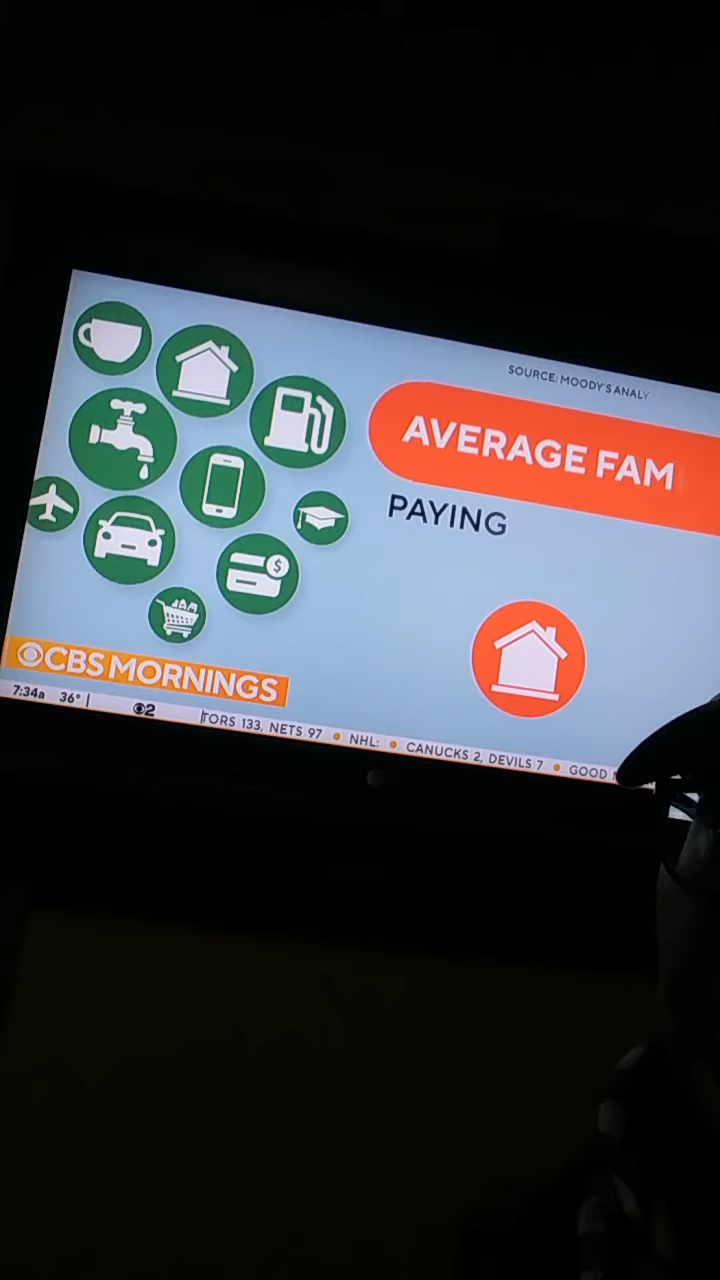 SOURCE: MOODY'S ANALY
AVERAGE FAM
PAYING
$
CBS MORNINGS
7:34a 36° 2 TORS 133, NETS 97 • NHL: • CANUCKS 2, DEVILS 7 • GOOD